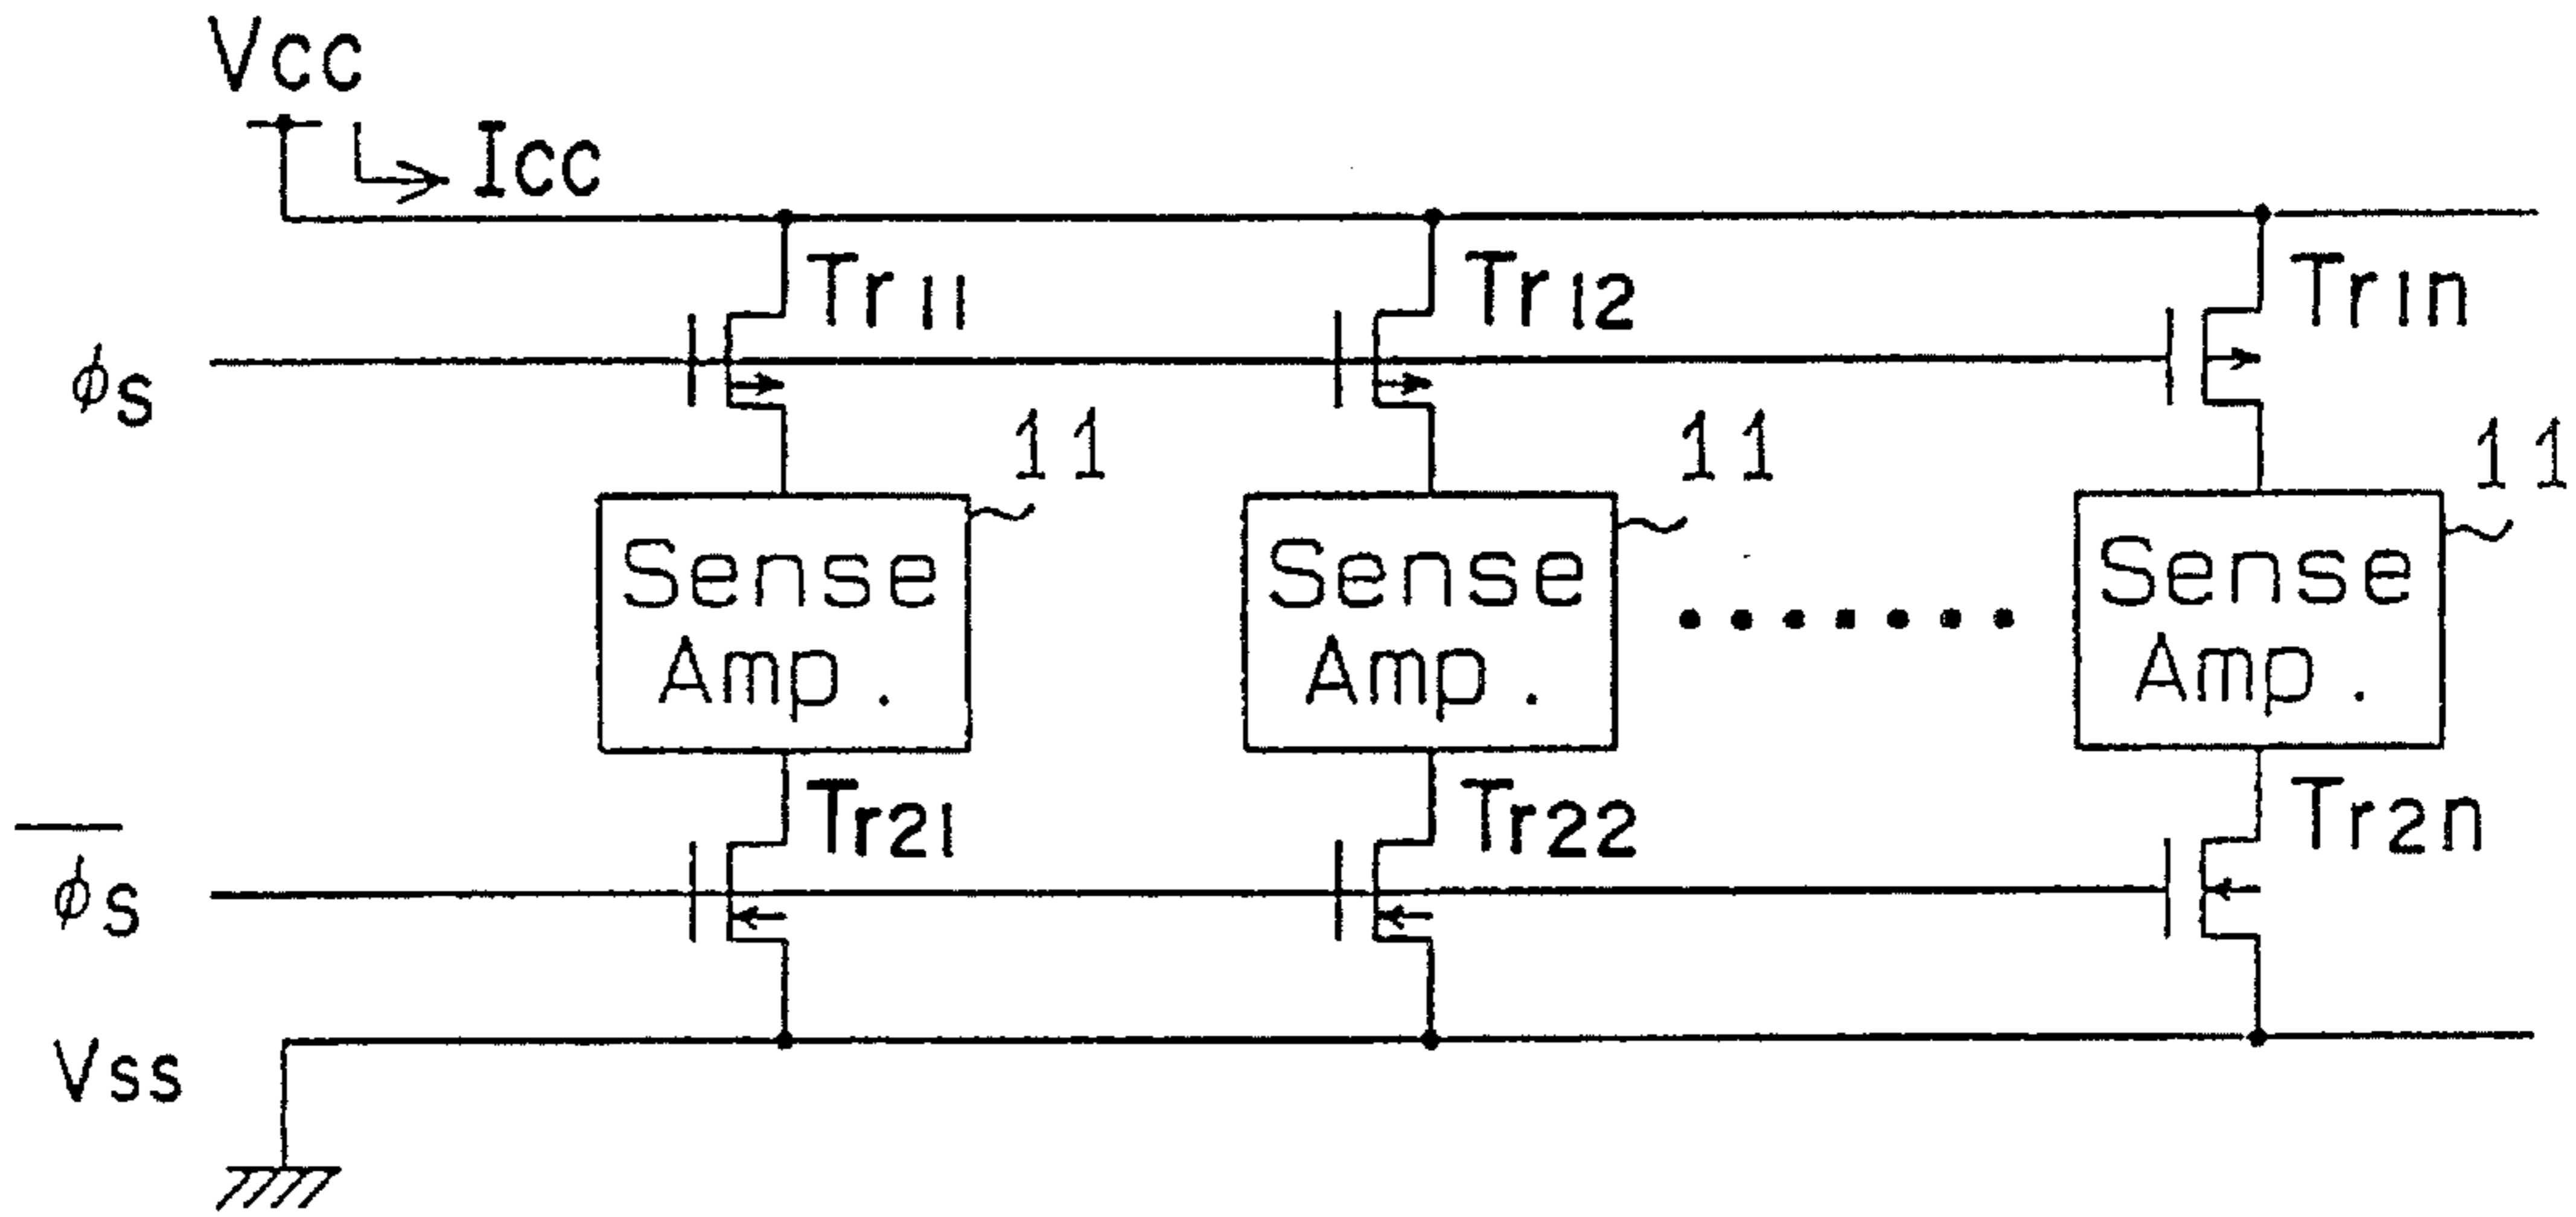 Vcc
Icc
Tr11 Tr12 Tr1n
ϕs
11 11 11
Sense Amp. Sense Amp. Sense Amp.
Tr21 Tr22 Tr2n
ϕ̅s
Vss